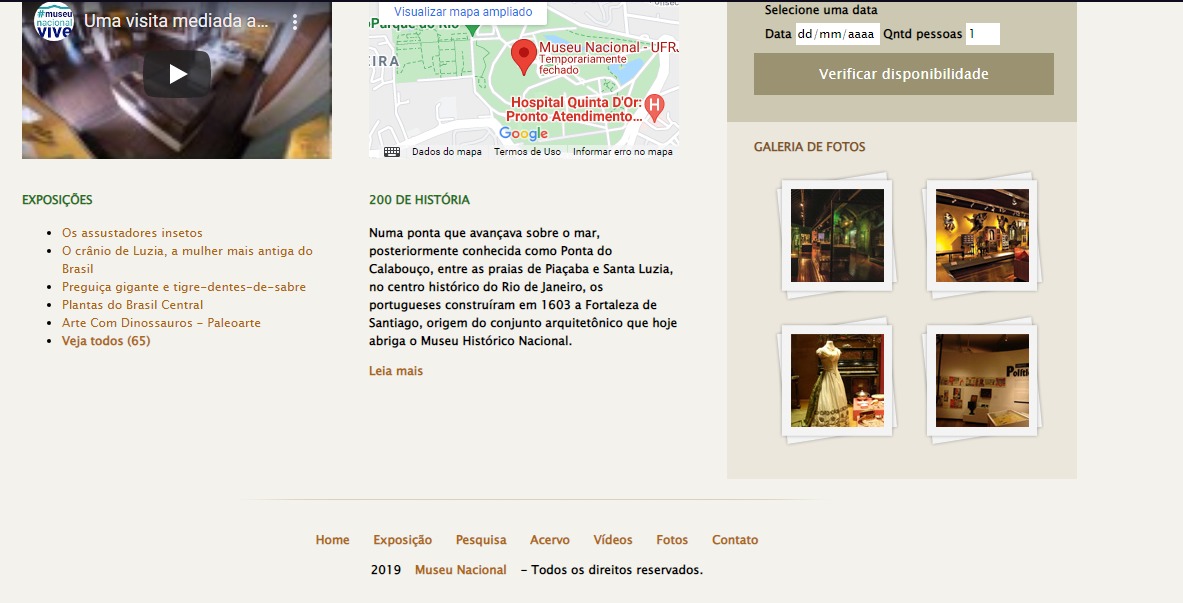 #museu
nacional
vive
Uma visita mediada a...
EXPOSIÇÕES
Os assustadores insetos
O crânio de Luzia, a mulher mais antiga do
Brasil
Preguiça gigante e tigre-dentes-de-sabre
Plantas do Brasil Central
Arte Com Dinossauros - Paleoarte
Veja todos (65)
Visualizar mapa ampliado
Parque do Rio
EIRA
Museu Nacional - UFRJ
Temporariamente
fechado
Hospital Quinta D'Or:
Pronto Atendimento...
H
Google
Dados do mapa Termos de Uso Informar erro no mapa
200 DE HISTÓRIA
Numa ponta que avançava sobre o mar,
posteriormente conhecida como Ponta do
Calabouço, entre as praias de Piaçaba e Santa Luzia,
no centro histórico do Rio de Janeiro, os
portugueses construíram em 1603 a Fortaleza de
Santiago, origem do conjunto arquitetônico que hoje
abriga o Museu Histórico Nacional.
Leia mais
Selecione uma data
Data dd/mm/aaaa Qntd pessoas 1
Verificar disponibilidade
GALERIA DE FOTOS
Home Exposição Pesquisa Acervo Vídeos Fotos Contato
2019 Museu Nacional - Todos os direitos reservados.